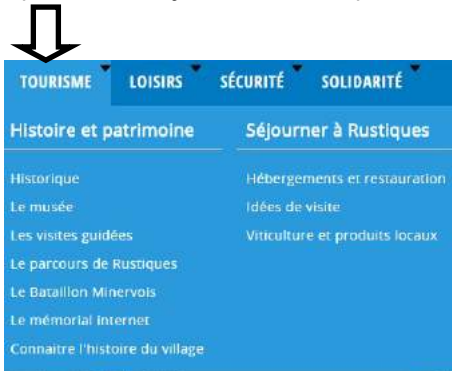 TOURISME LOISIRS SÉCURITÉ SOLIDARITÉ
Histoire et patrimoine
Historique
Le musée
Les visites guidées
Le parcours de Rustiques
Le Bataillon Minervois
Le mémorial internet
Connaitre l'histoire du village
Séjourner à Rustiques
Hébergements et restauration
Idées de visite
Viticulture et produits locaux